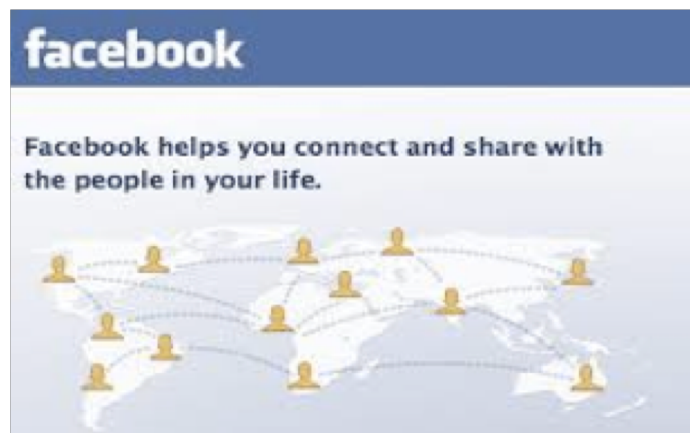 facebook
Facebook helps you connect and share with
the people in your life.